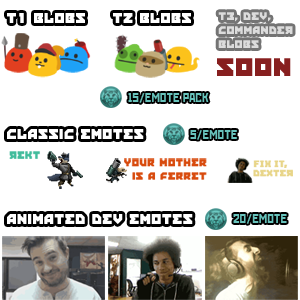 T1 BLOBS
T2 BLOBS
T3, DEV,
COMMANDER
BLOBS
SOON
15/EMOTE PACK
CLASSIC EMOTES
5/EMOTE
REKT
YOUR MOTHER
IS A FERRET
FIX IT,
DEXTER
ANIMATED DEV EMOTES
20/EMOTE